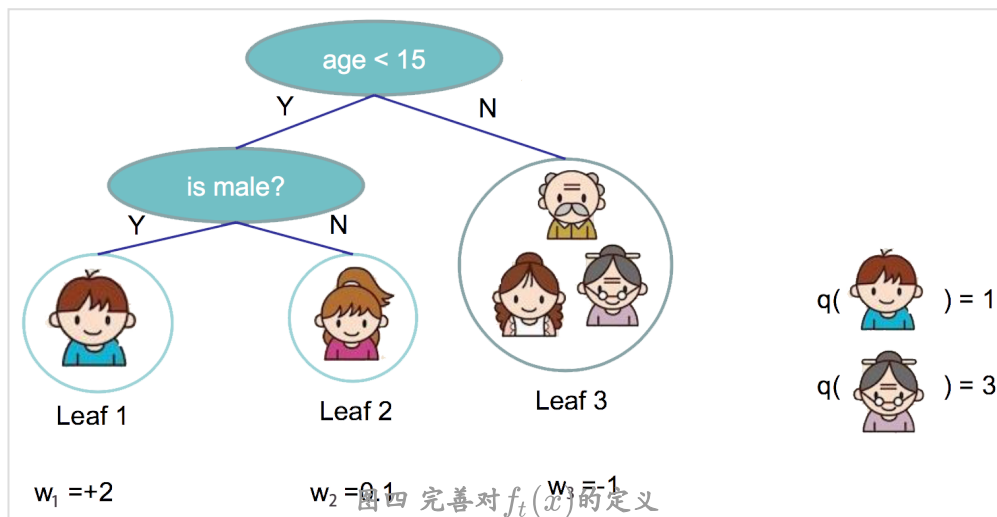 age < 15
Y
N
is male?
Y
N
q( ) = 1
q( ) = 3
Leaf 1
Leaf 2
Leaf 3
w₁ =+2
w₂ =0.1
w₃ =-1
图四 完善对fₜ(x)的定义